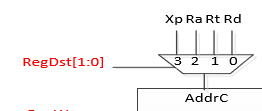 Xp Ra Rt Rd
RegDst[1:0]
3 2 1 0
AddrC